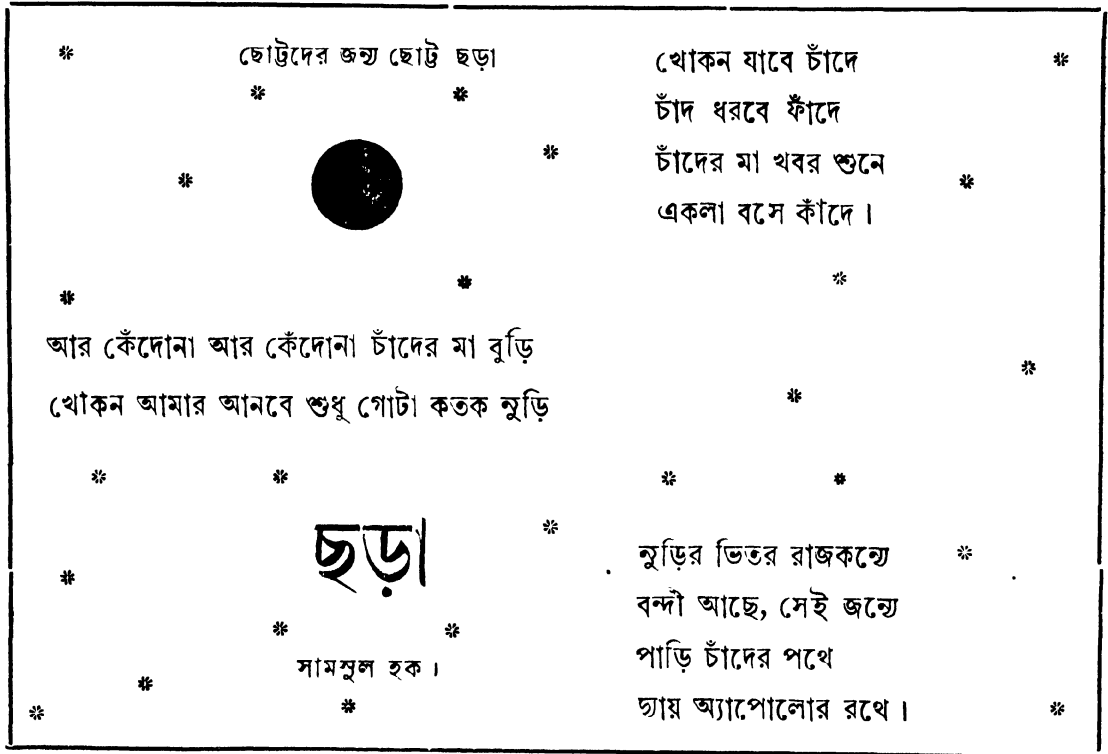 ছোট্টদের জন্য ছোট্ট ছড়া
খোকন যাবে চাঁদে
চাঁদ ধরবে ফাঁদে
চাঁদের মা খবর শুনে
একলা বসে কাঁদে।
আর কেঁদোনা আর কেঁদোনা চাঁদের মা বুড়ি
খোকন আমার আনবে শুধু গোটা কতক নুড়ি
ছড়া
সামসুল হক।
নুড়ির ভিতর রাজকন্যে
বন্দী আছে, সেই জন্যে
পাড়ি চাঁদের পথে
দ্যায় অ্যাপোলোর রথে।